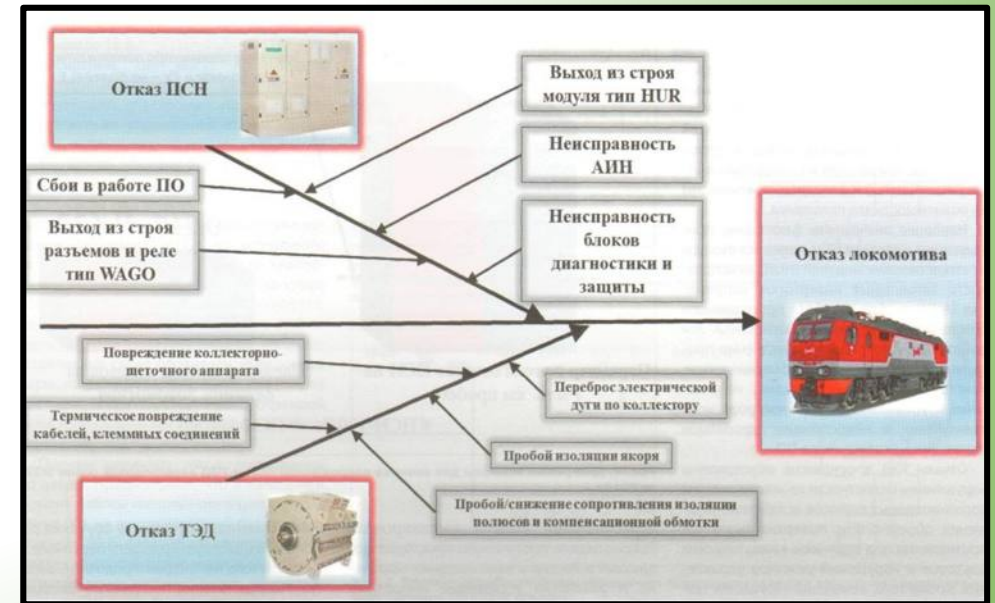 Отказ ПСН
Выход из строя
модуля тип HUR
Неисправность
АИН
Сбои в работе ПО
Выход из строя
разъемов и реле
тип WAGO
Неисправность
блоков
диагностики и
защиты
Отказ локомотива
Повреждение коллекторно-
щеточного аппарата
Переброс электрической
дуги по коллектору
Термическое повреждение
кабелей, клеммных соединений
Пробой изоляции якоря
Пробой/снижение сопротивления изоляции
полюсов и компенсационной обмотки
Отказ ТЭД